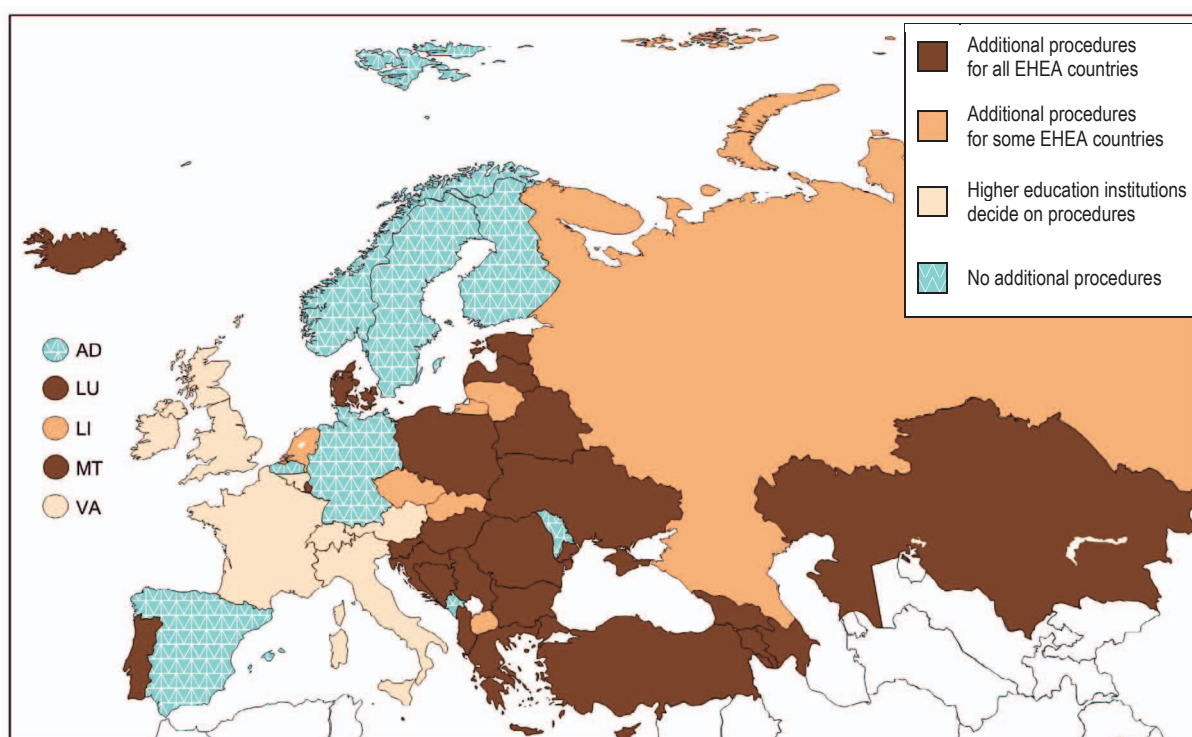 Additional procedures
for all EHEA countries
Additional procedures
for some EHEA countries
Higher education institutions
decide on procedures
No additional procedures
AD
LU
LI
MT
VA